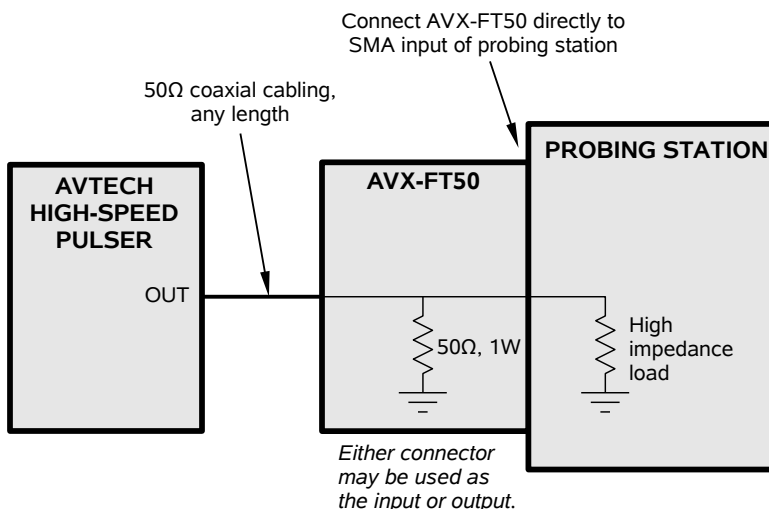 Connect AVX-FT50 directly to
SMA input of probing station
50Ω coaxial cabling,
any length
AVTECH
HIGH-SPEED
PULSER
OUT
AVX-FT50
50Ω, 1W
PROBING STATION
High
impedance
load
Either connector
may be used as
the input or output.